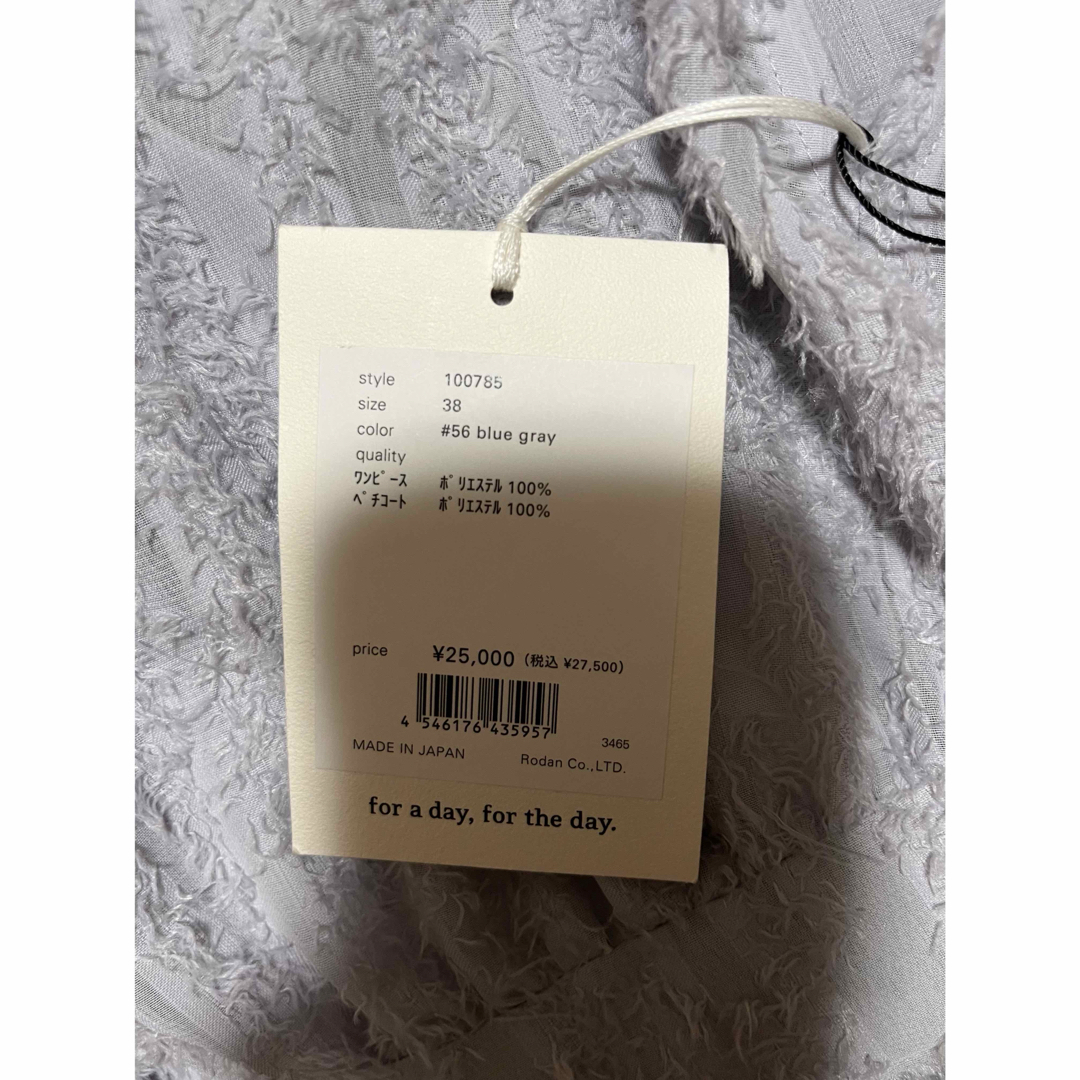 style 100785
size 38
color #56 blue gray
quality
ﾜﾝﾋﾟｰｽ ﾎﾟﾘｴｽﾃﾙ 100%
ﾍﾟﾁｺｰﾄ ﾎﾟﾘｴｽﾃﾙ 100%
price ¥25,000 (税込 ¥27,500)
4 546176 435957
3465
MADE IN JAPAN Rodan Co.,LTD.
for a day, for the day.